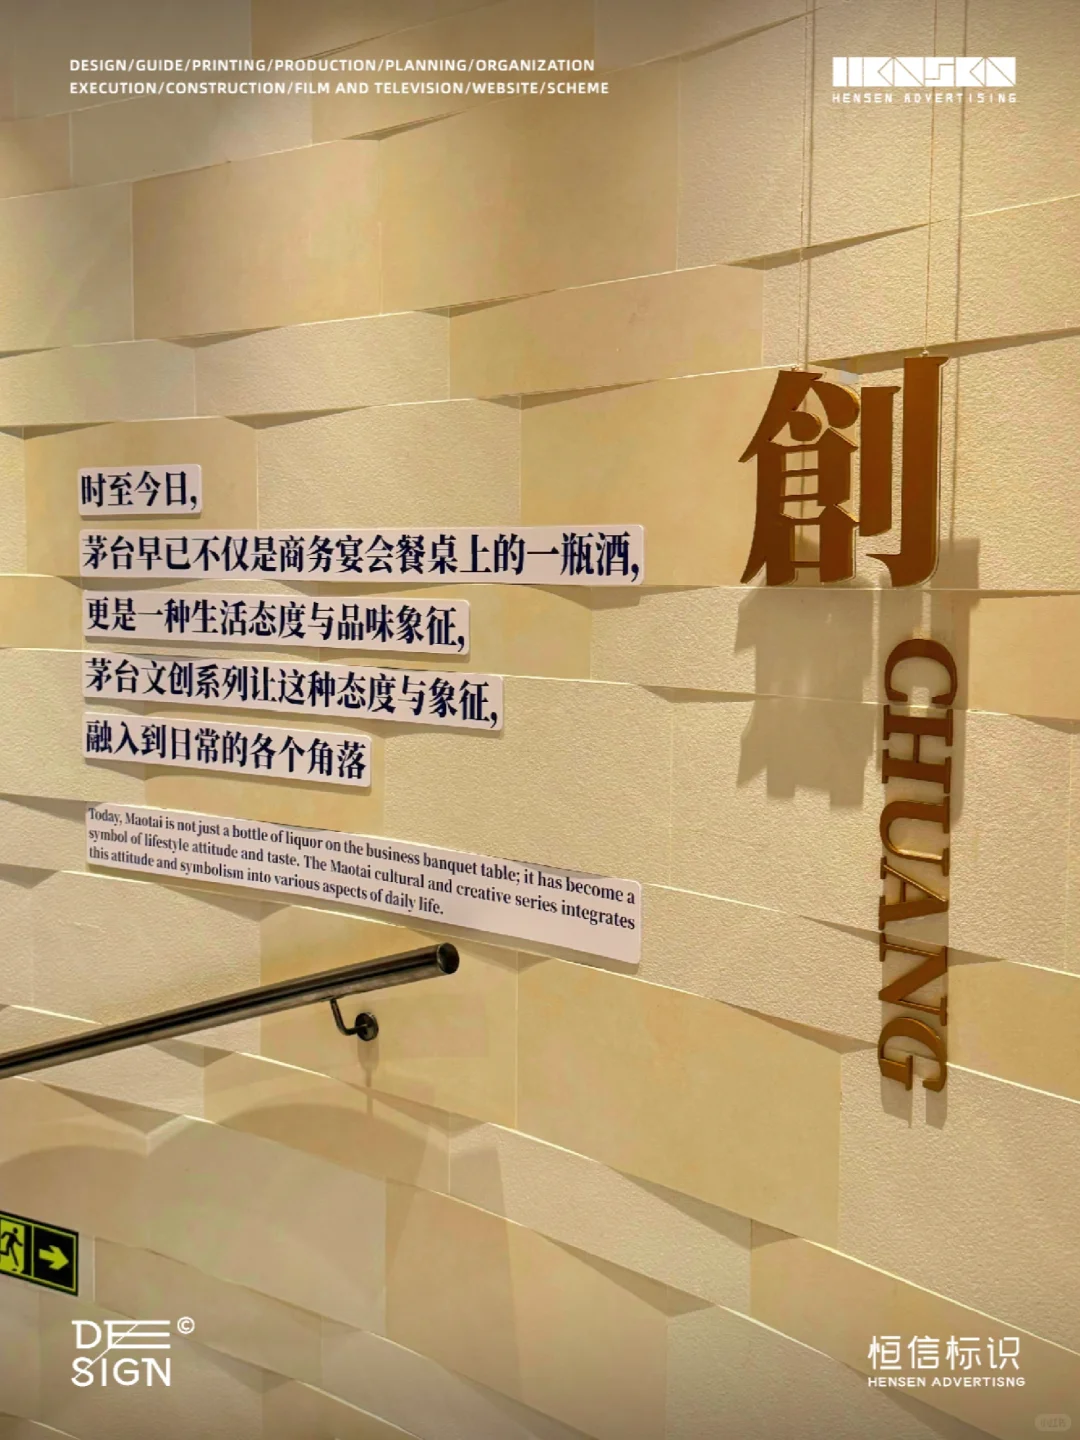 DESIGN/GUIDE/PRINTING/PRODUCTION/PLANNING/ORGANIZATION
EXECUTION/CONSTRUCTION/FILM AND TELEVISION/WEBSITE/SCHEME
HENSEN
HENSEN ADVERTISING
創
CHUANG
时至今日,
茅台早已不仅是商务宴会餐桌上的一瓶酒,
更是一种生活态度与品味象征,
茅台文创系列让这种态度与象征,
融入到日常的各个角落
Today, Maotai is not just a bottle of liquor on the business banquet table; it has become a
symbol of lifestyle attitude and taste. The Maotai cultural and creative series integrates
this attitude and symbolism into various aspects of daily life.
DE
SIGN
©
恒信标识
HENSEN ADVERTISNG
小红书